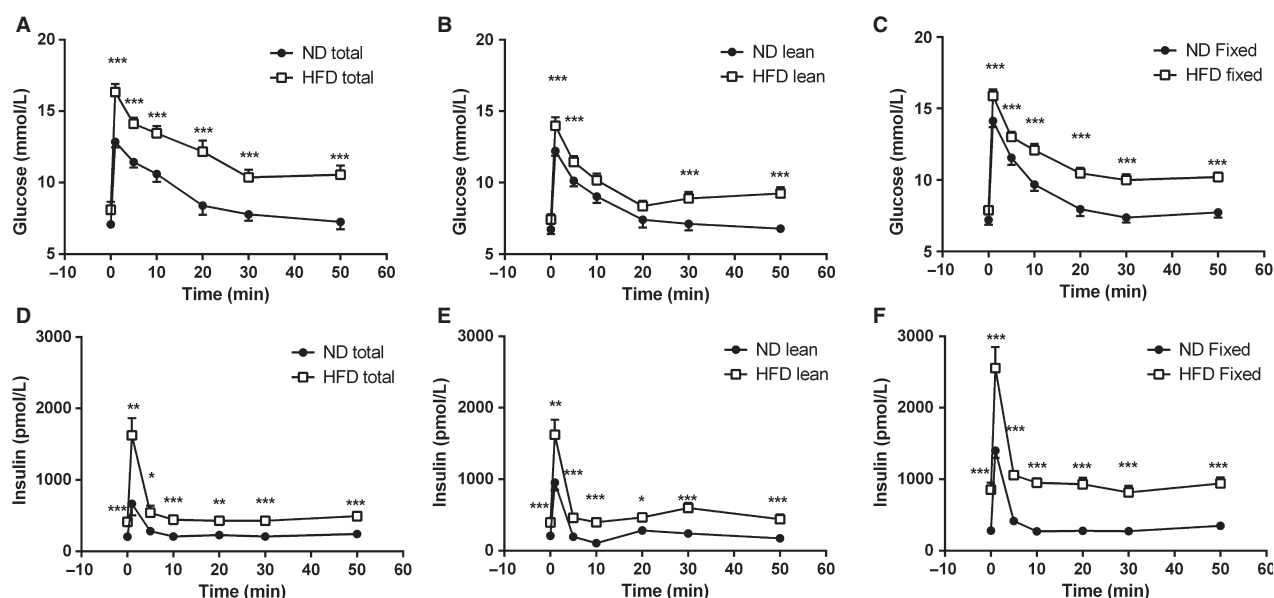 A
20
15
10
5
Glucose (mmol/L)
***
***
***
***
***
***
ND total
HFD total
–10 0 10 20 30 40 50 60
Time (min)
B
20
15
10
5
Glucose (mmol/L)
***
***
***
***
ND lean
HFD lean
–10 0 10 20 30 40 50 60
Time (min)
C
20
15
10
5
Glucose (mmol/L)
***
***
***
***
***
***
ND Fixed
HFD fixed
–10 0 10 20 30 40 50 60
Time (min)
D
3000
2000
1000
0
Insulin (pmol/L)
***
**
*
***
**
***
***
ND total
HFD total
–10 0 10 20 30 40 50 60
Time (min)
E
3000
2000
1000
0
Insulin (pmol/L)
***
**
***
***
*
***
***
ND lean
HFD lean
–10 0 10 20 30 40 50 60
Time (min)
F
3000
2000
1000
0
Insulin (pmol/L)
***
***
***
***
***
***
***
ND Fixed
HFD Fixed
–10 0 10 20 30 40 50 60
Time (min)